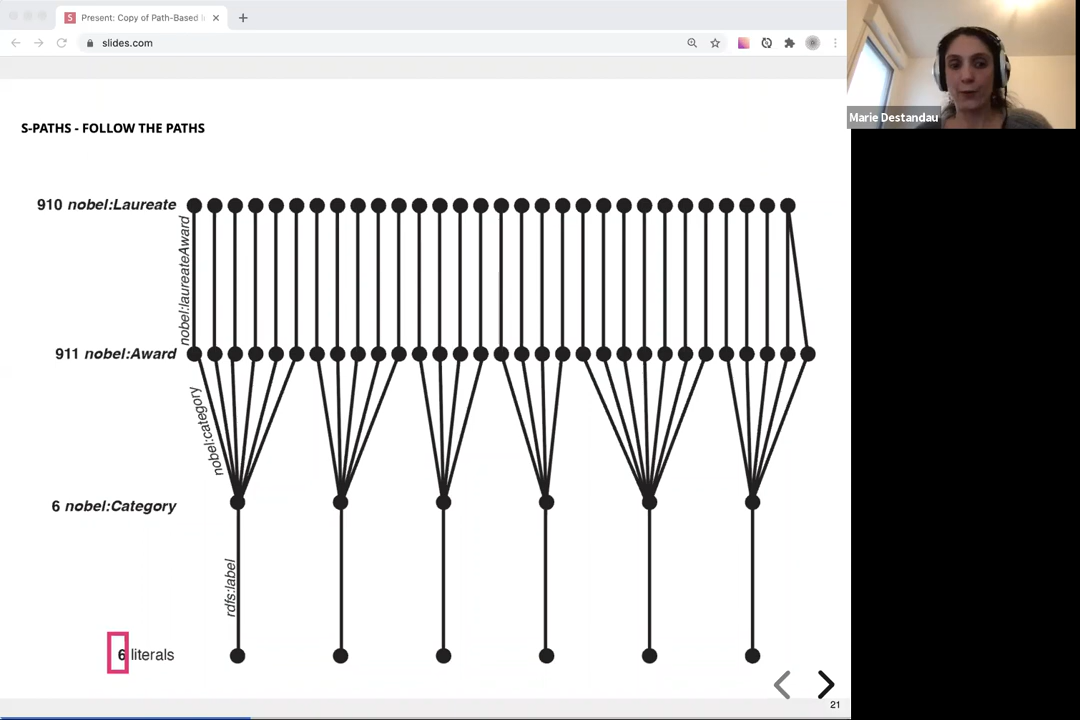 Present: Copy of Path-Based
slides.com
Marie Destandau
S-PATHS - FOLLOW THE PATHS
910 nobel:Laureate
nobel:laureateAward
911 nobel:Award
nobel:category
6 nobel:Category
rdfs:label
6 literals
21